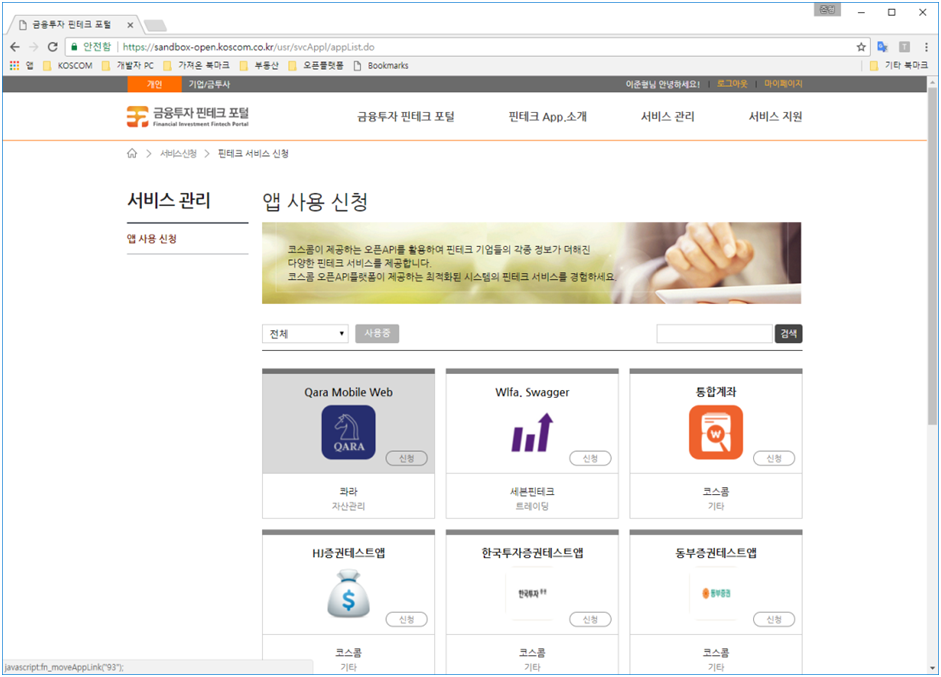 금융투자 핀테크 포털
안전함 https://sandbox-open.koscom.co.kr/usr/svcAppl/appList.do
앱 KOSCOM 개발자 PC 가져온 북마크 부동산 오픈플랫폼 Bookmarks 기타 북마크
개인 기업/금투사 이준형님 안녕하세요! 로그아웃 마이페이지
금융투자 핀테크 포털
Financial Investment Fintech Portal
금융투자 핀테크 포털 핀테크 App.소개 서비스 관리 서비스 지원
서비스신청 핀테크 서비스 신청
서비스 관리
앱 사용 신청
앱 사용 신청
코스콤이 제공하는 오픈API를 활용하여 핀테크 기업들의 각종 정보가 더해진
다양한 핀테크 서비스를 제공합니다.
코스콤 오픈API플랫폼이 제공하는 최적화된 시스템의 핀테크 서비스를 경험하세요.
전체 사용중 검색
Qara Mobile Web Wlfa, Swagger 통합계좌
QARA W
신청 신청 신청
콰라 세븐핀테크 코스콤
자산관리 트레이딩 기타
HJ증권테스트앱 한국투자증권테스트앱 동부증권테스트앱
$ 한국투자증권 동부증권
신청 신청 신청
코스콤 코스콤 코스콤
기타 기타 기타
javascript:fn_moveAppLink("93");